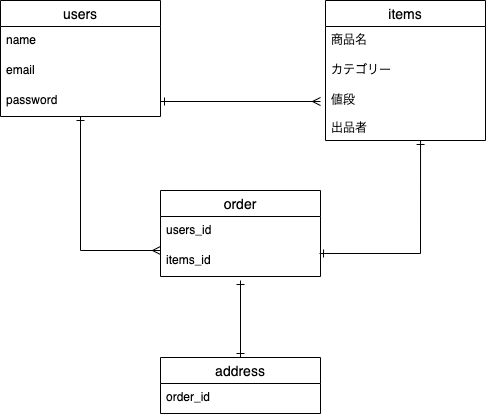 users
name
email
password
items
商品名
カテゴリー
値段
出品者
order
users_id
items_id
address
order_id